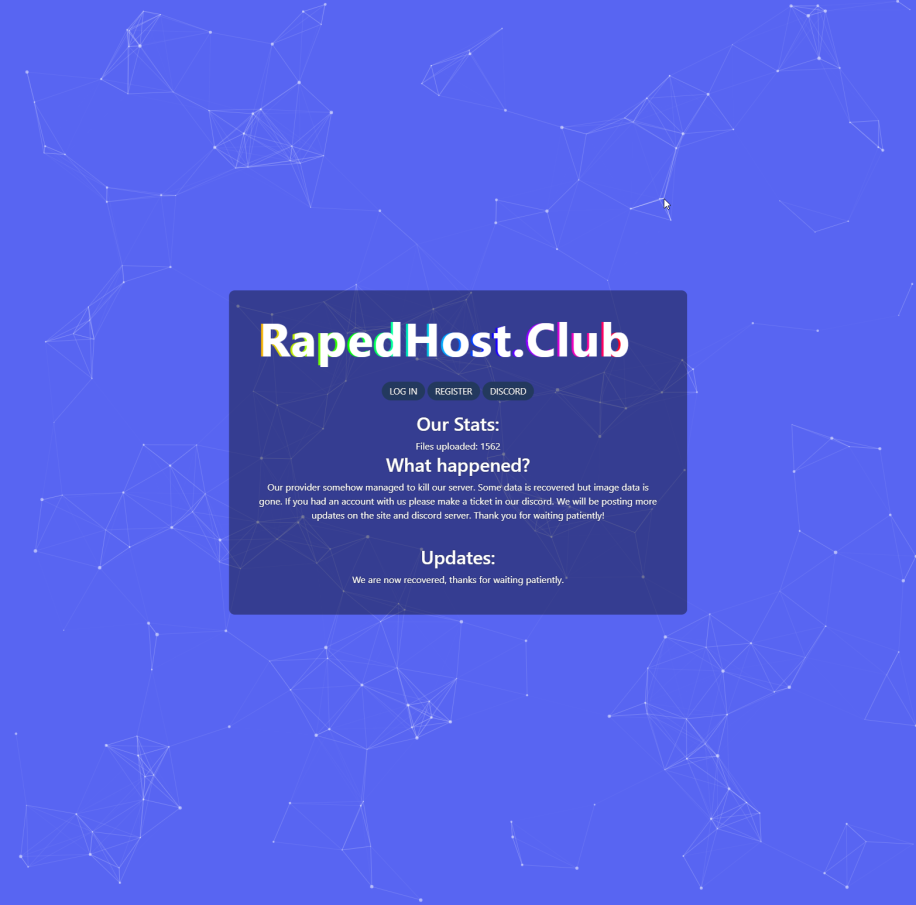 RapedHost.Club
LOG IN REGISTER DISCORD
Our Stats:
Files uploaded: 1562
What happened?
Our provider somehow managed to kill our server. Some data is recovered but image data is
gone. If you had an account with us please make a ticket in our discord. We will be posting more
updates on the site and discord server. Thank you for waiting patiently!
Updates:
We are now recovered, thanks for waiting patiently.